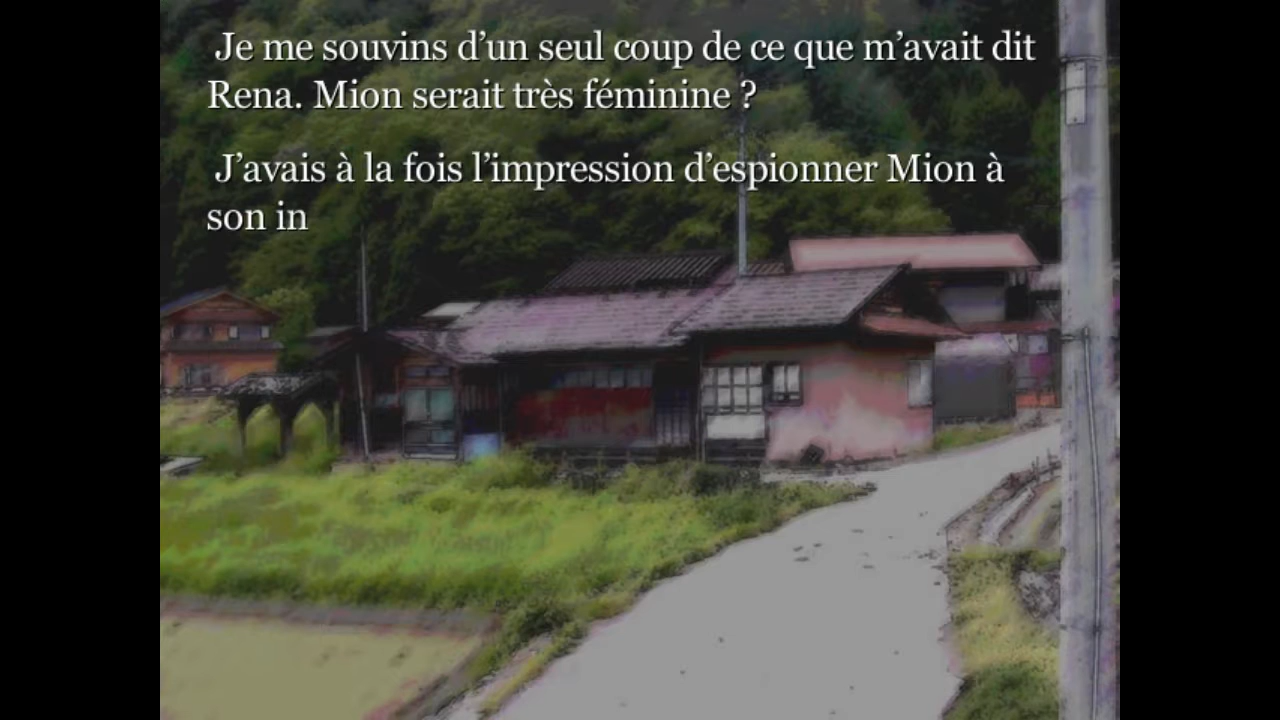 Je me souvins d’un seul coup de ce que m’avait dit
Rena. Mion serait très féminine ?
J’avais à la fois l’impression d’espionner Mion à
son in